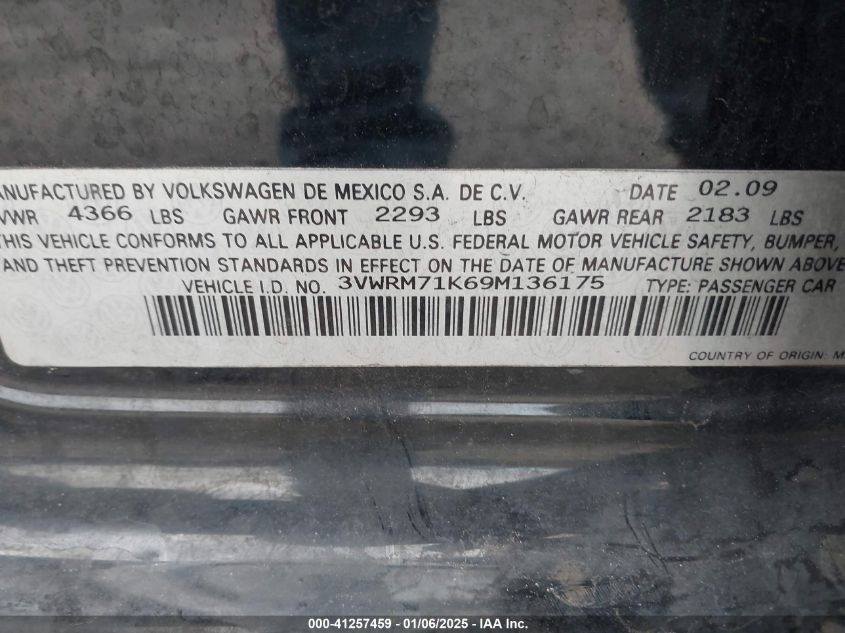 ANUFACTURED BY VOLKSWAGEN DE MEXICO S.A. DE C.V. DATE 02.09
VWR 4366 LBS GAWR FRONT 2293 LBS GAWR REAR 2183 LBS
THIS VEHICLE CONFORMS TO ALL APPLICABLE U.S. FEDERAL MOTOR VEHICLE SAFETY, BUMPER,
AND THEFT PREVENTION STANDARDS IN EFFECT ON THE DATE OF MANUFACTURE SHOWN ABOVE
VEHICLE I.D. NO. 3VWRM71K69M136175 TYPE: PASSENGER CAR
COUNTRY OF ORIGIN: M
000-41257459 - 01/06/2025 - IAA Inc.